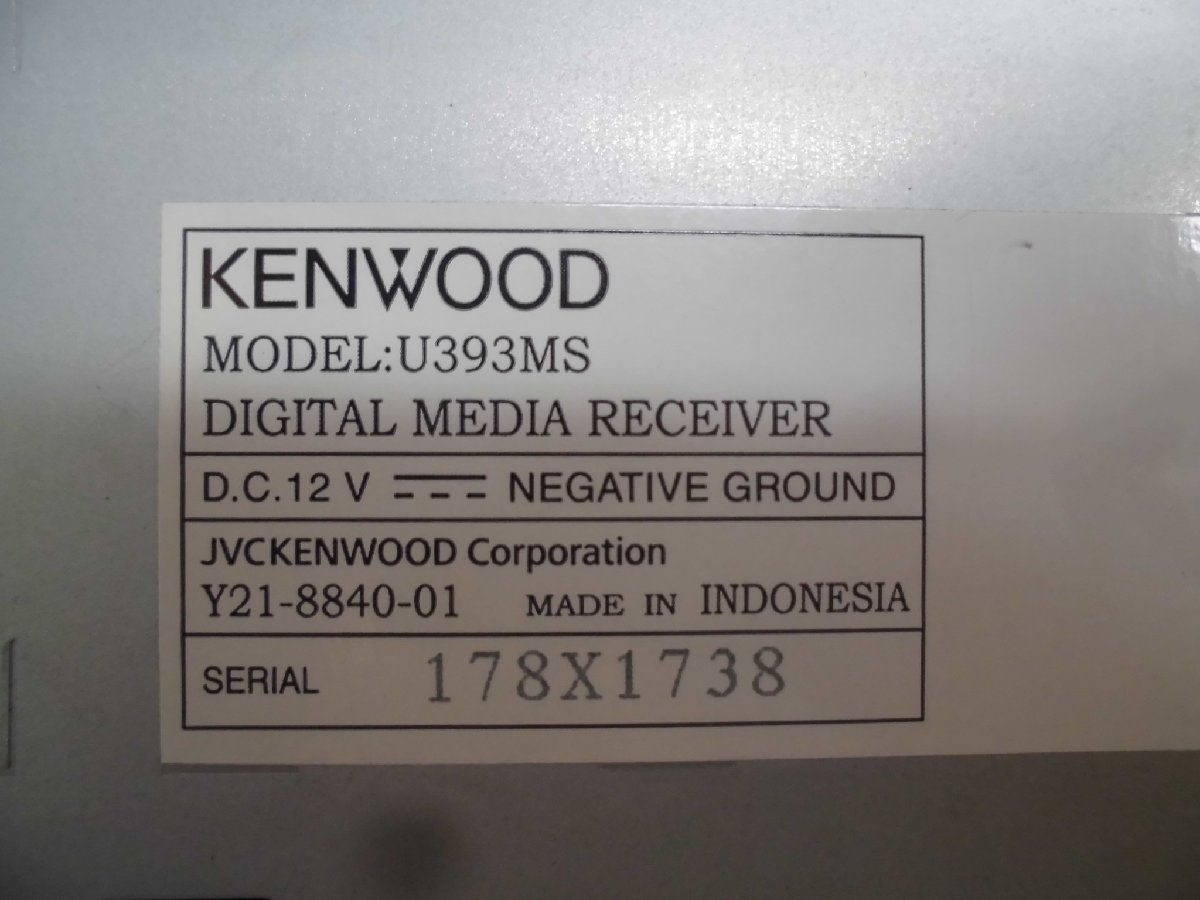 KENWOOD
MODEL:U393MS
DIGITAL MEDIA RECEIVER
D.C.12 V ⎓ NEGATIVE GROUND
JVCKENWOOD Corporation
Y21-8840-01 MADE IN INDONESIA
SERIAL 178X1738